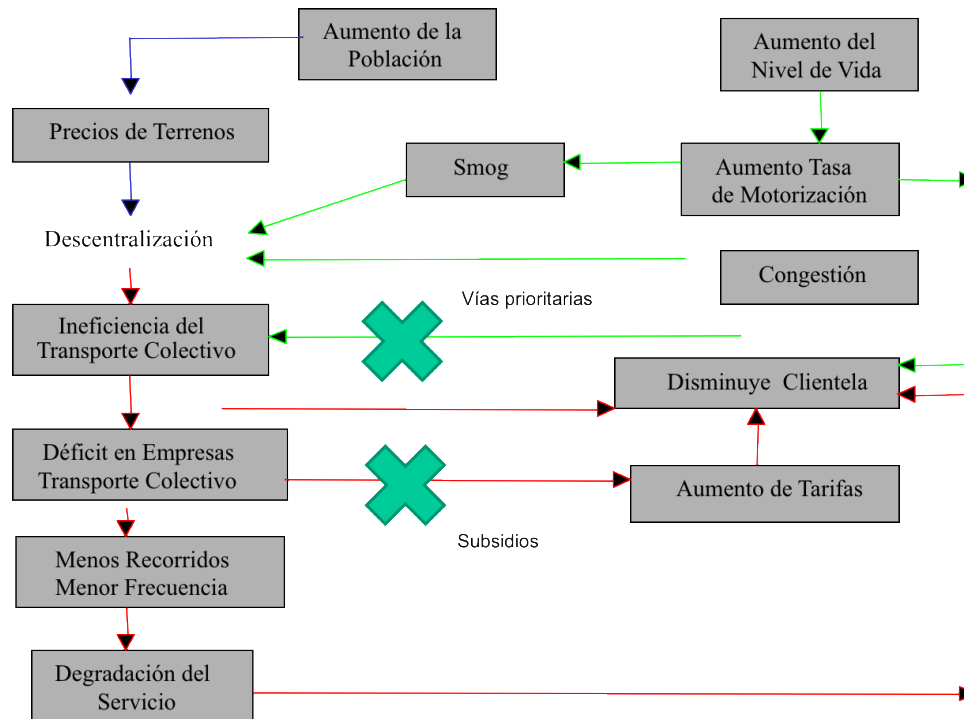 Aumento de la
Población
Aumento del
Nivel de Vida
Precios de Terrenos
Smog
Aumento Tasa
de Motorización
Descentralización
Congestión
Vías prioritarias
Ineficiencia del
Transporte Colectivo
Disminuye Clientela
Déficit en Empresas
Transporte Colectivo
Aumento de Tarifas
Subsidios
Menos Recorridos
Menor Frecuencia
Degradación del
Servicio